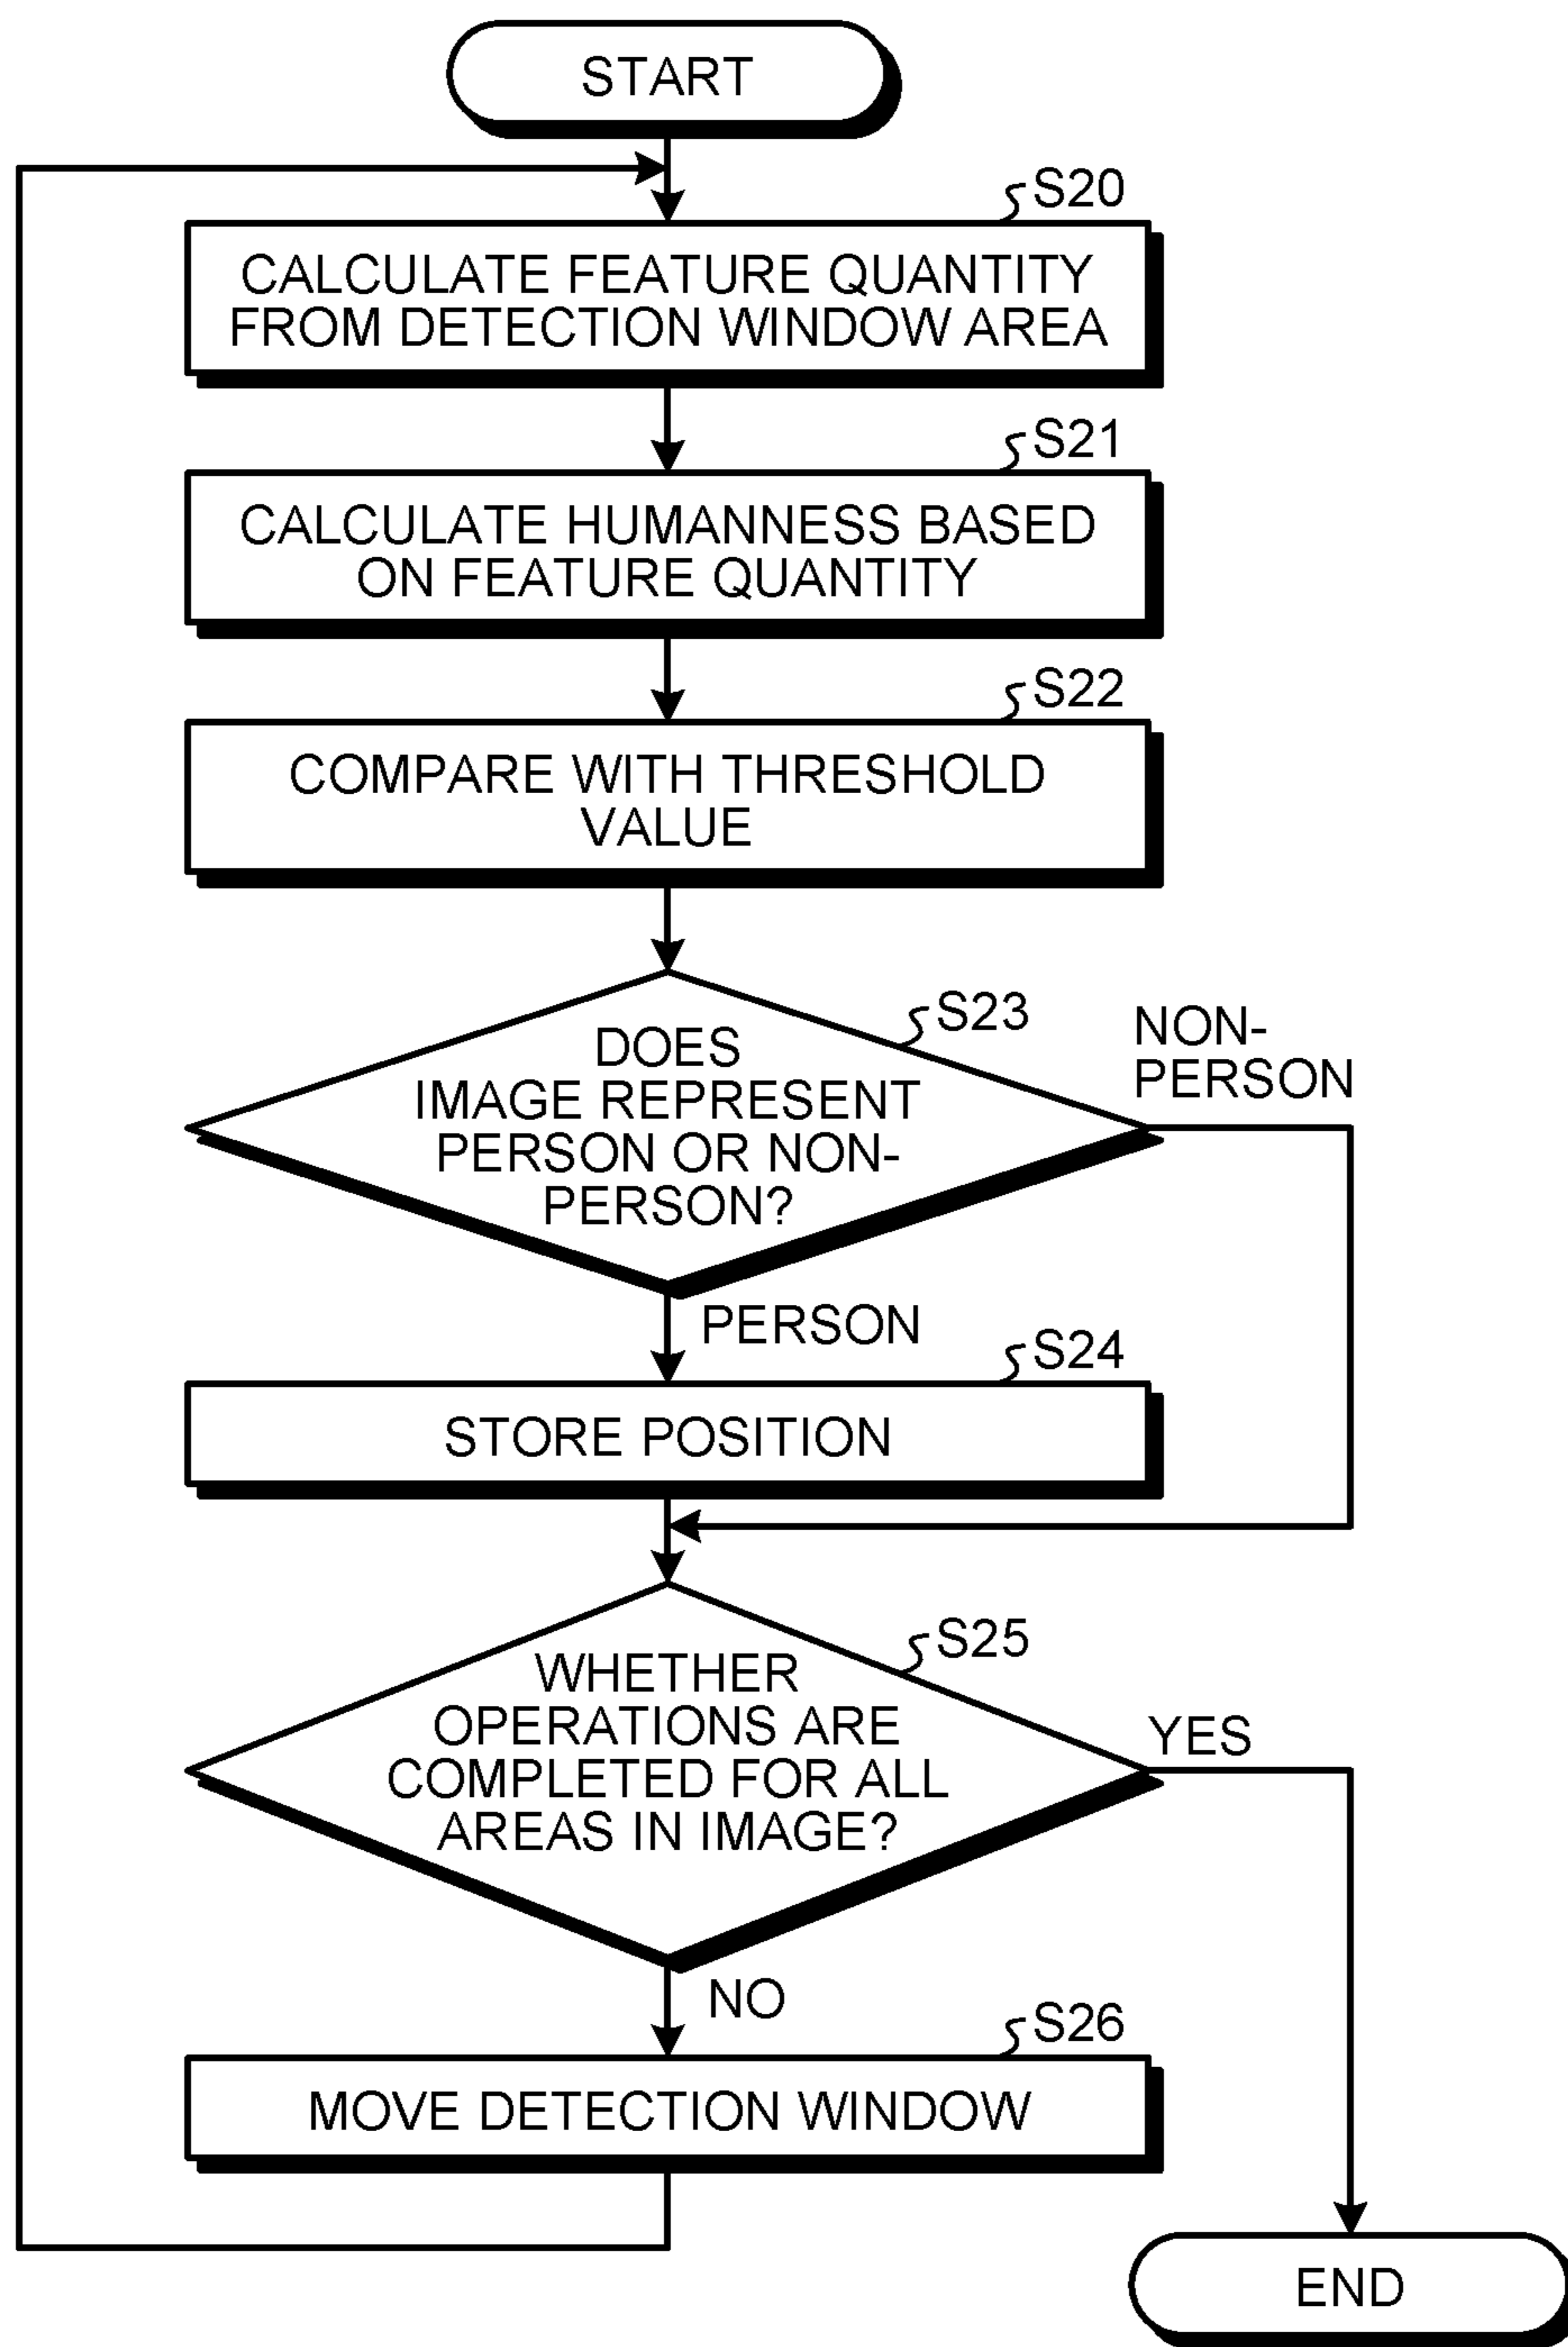 START
S20
CALCULATE FEATURE QUANTITY
FROM DETECTION WINDOW AREA
S21
CALCULATE HUMANNESS BASED
ON FEATURE QUANTITY
S22
COMPARE WITH THRESHOLD
VALUE
S23
DOES
IMAGE REPRESENT
PERSON OR NON-
PERSON?
NON-
PERSON
PERSON
S24
STORE POSITION
S25
WHETHER
OPERATIONS ARE
COMPLETED FOR ALL
AREAS IN IMAGE?
YES
NO
S26
MOVE DETECTION WINDOW
END